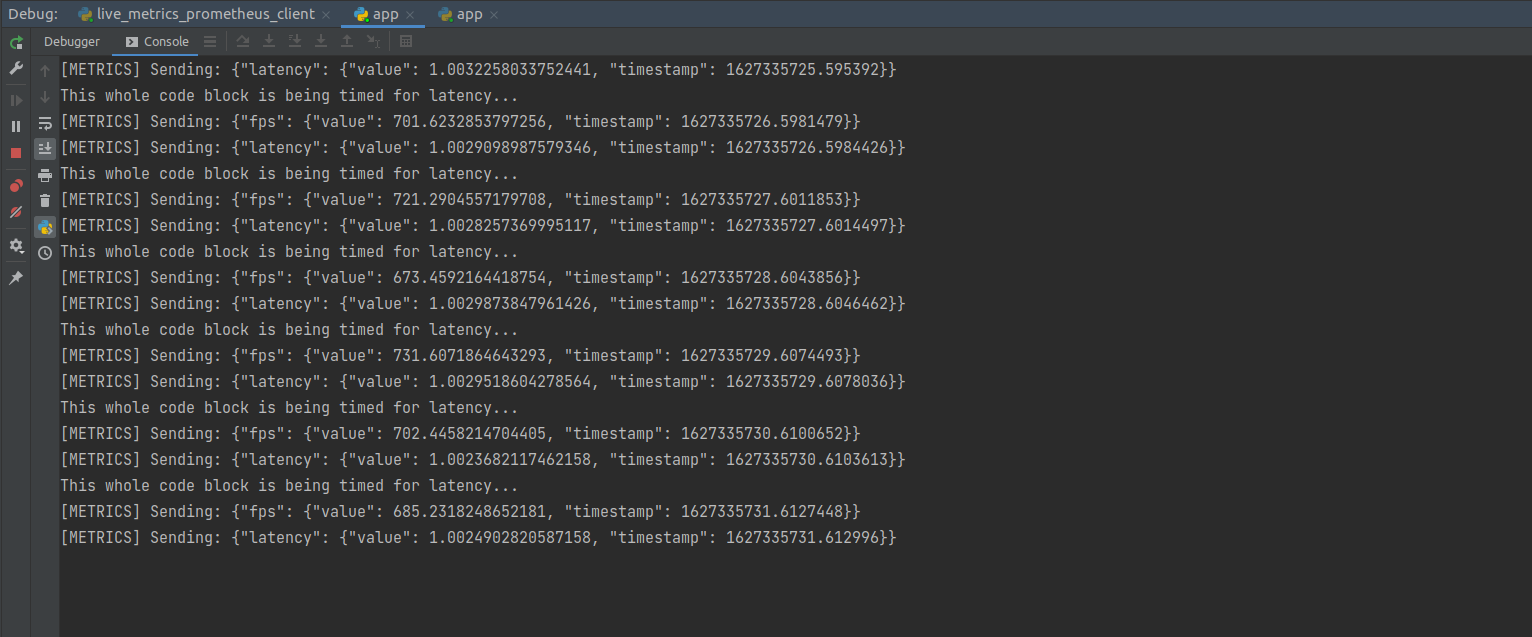 Debug: live_metrics_prometheus_client app app
Debugger Console
[METRICS] Sending: {"latency": {"value": 1.0032258033752441, "timestamp": 1627335725.595392}}
This whole code block is being timed for latency...
[METRICS] Sending: {"fps": {"value": 701.6232853797256, "timestamp": 1627335726.5981479}}
[METRICS] Sending: {"latency": {"value": 1.0029098987579346, "timestamp": 1627335726.5984426}}
This whole code block is being timed for latency...
[METRICS] Sending: {"fps": {"value": 721.2904557179708, "timestamp": 1627335727.6011853}}
[METRICS] Sending: {"latency": {"value": 1.0028257369995117, "timestamp": 1627335727.6014497}}
This whole code block is being timed for latency...
[METRICS] Sending: {"fps": {"value": 673.4592164418754, "timestamp": 1627335728.6043856}}
[METRICS] Sending: {"latency": {"value": 1.0029873847961426, "timestamp": 1627335728.6046462}}
This whole code block is being timed for latency...
[METRICS] Sending: {"fps": {"value": 731.6071864643293, "timestamp": 1627335729.6074493}}
[METRICS] Sending: {"latency": {"value": 1.0029518604278564, "timestamp": 1627335729.6078036}}
This whole code block is being timed for latency...
[METRICS] Sending: {"fps": {"value": 702.4458214704405, "timestamp": 1627335730.6100652}}
[METRICS] Sending: {"latency": {"value": 1.0023682117462158, "timestamp": 1627335730.6103613}}
This whole code block is being timed for latency...
[METRICS] Sending: {"fps": {"value": 685.2318248652181, "timestamp": 1627335731.6127448}}
[METRICS] Sending: {"latency": {"value": 1.0024902820587158, "timestamp": 1627335731.612996}}